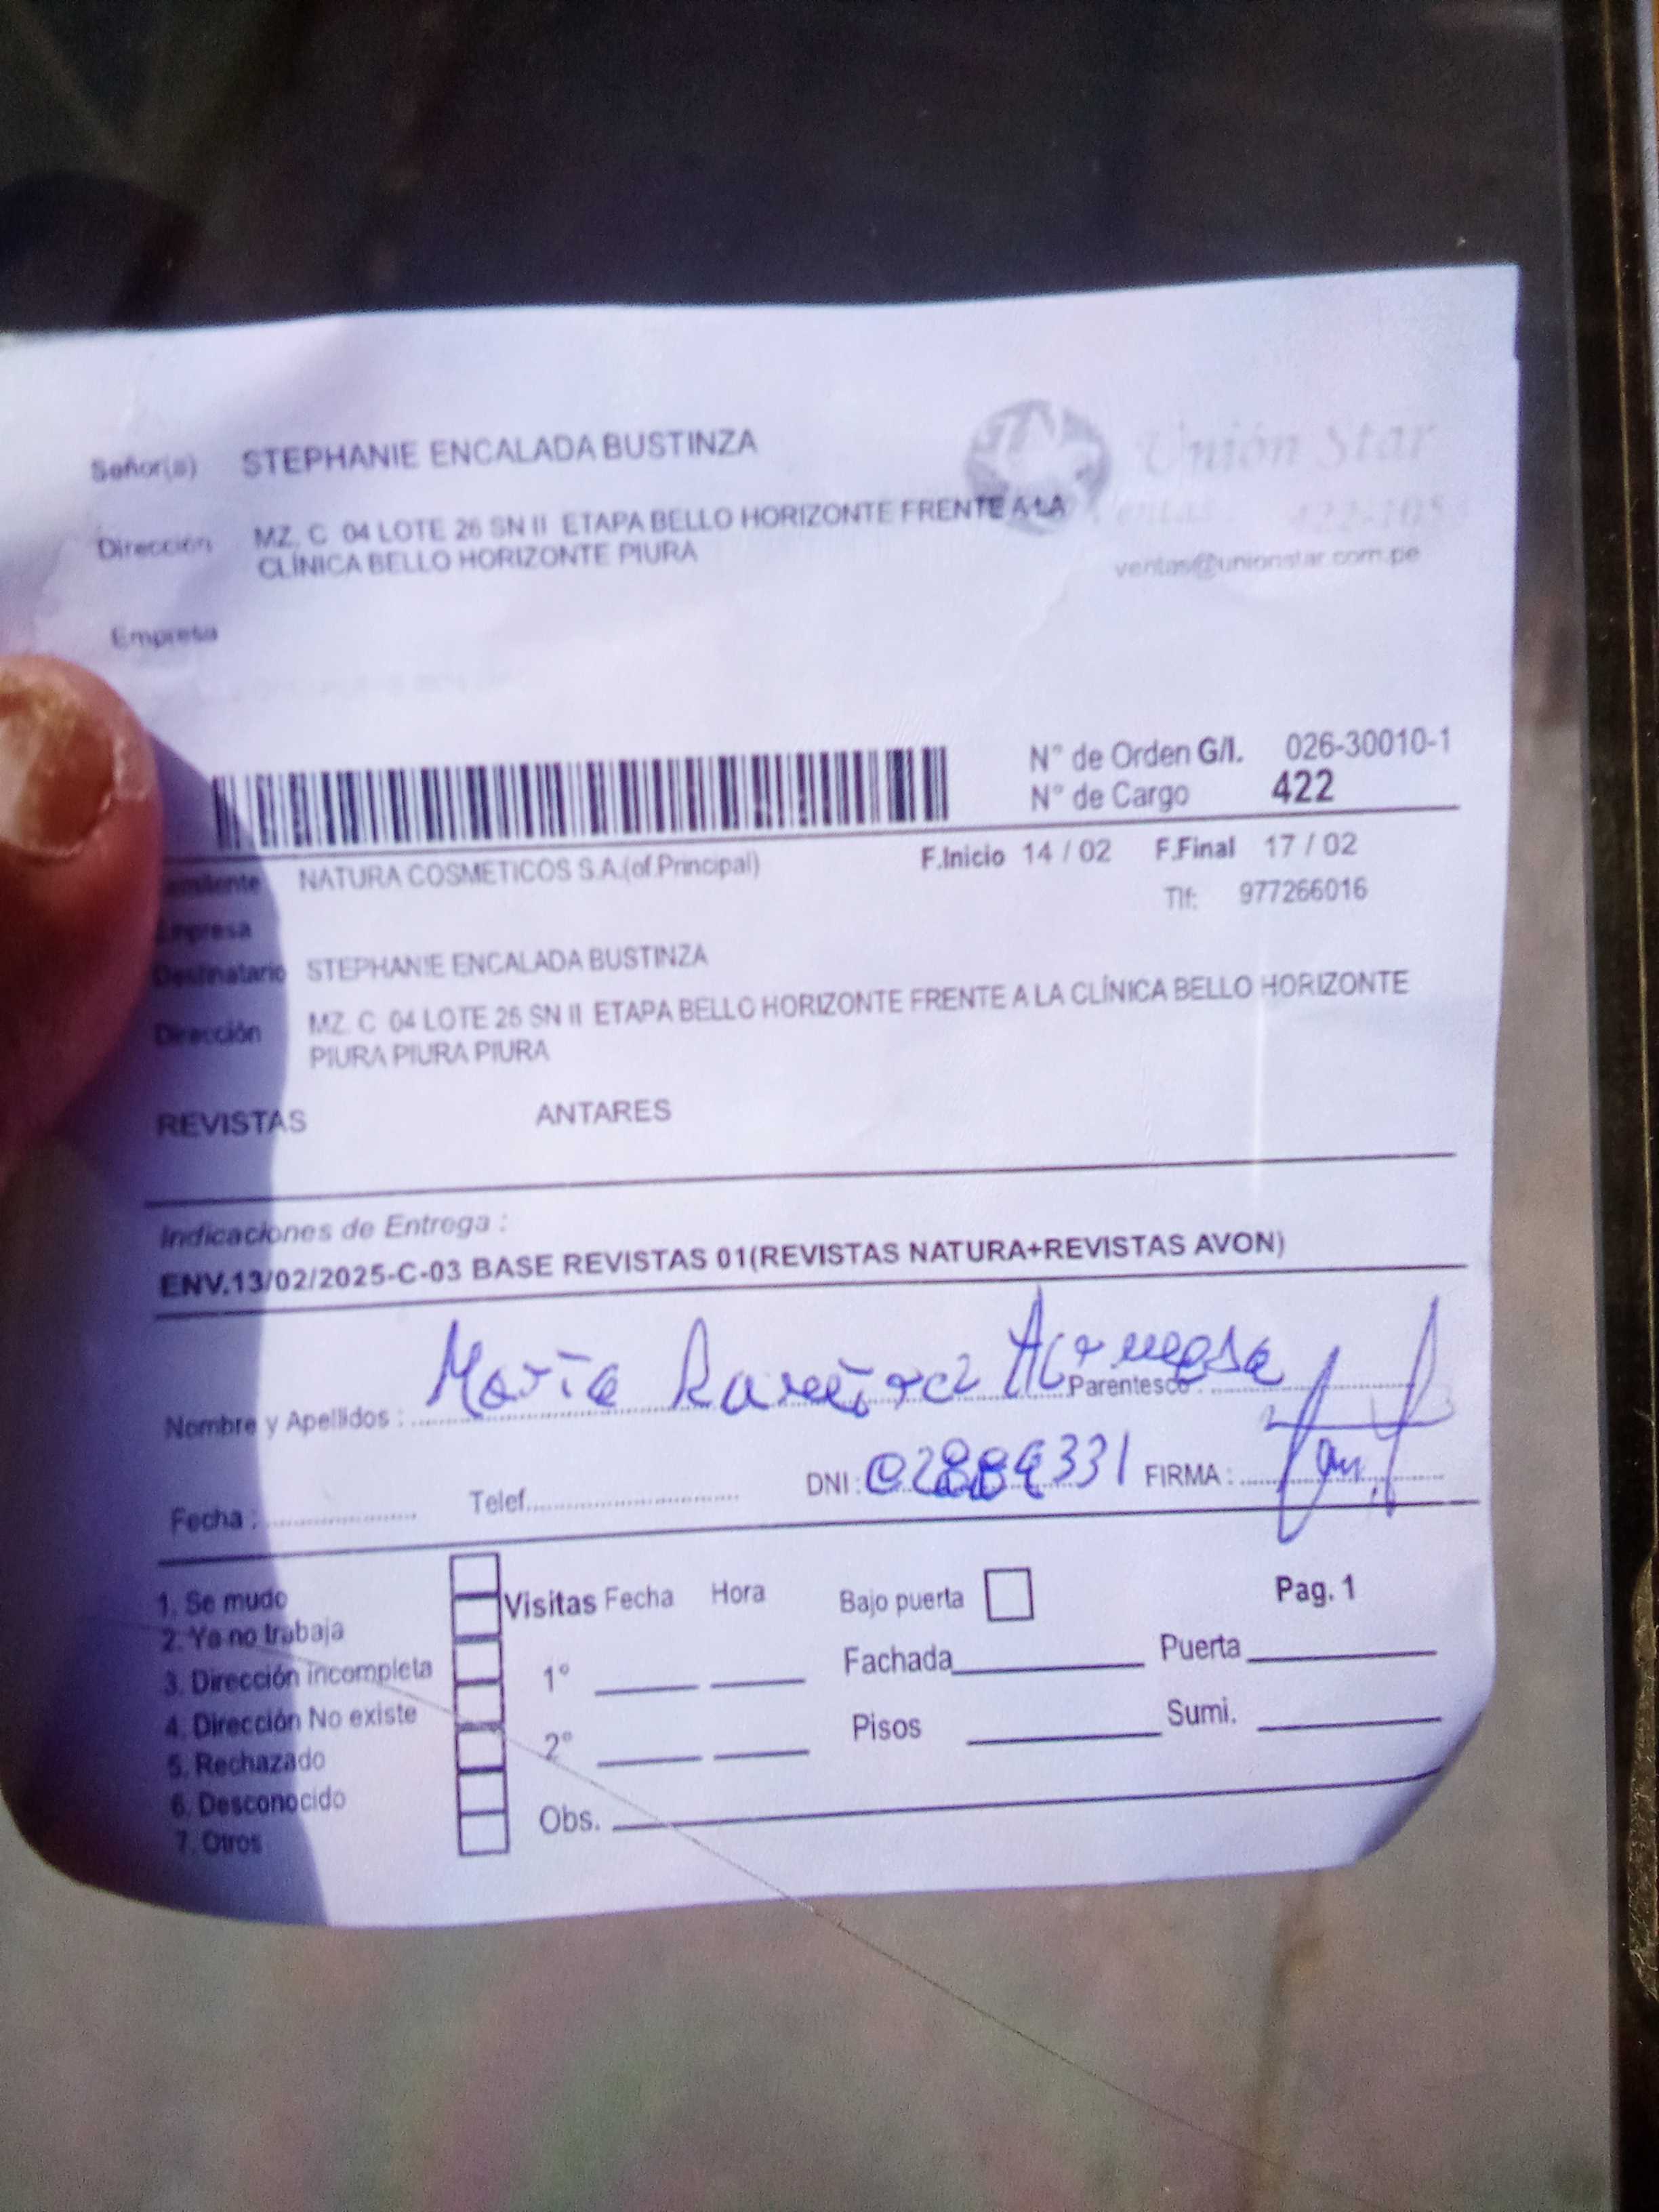 Señor(s) STEPHANIE ENCALADA BUSTINZA
Unión Star
Dirección MZ. C 04 LOTE 26 SN II ETAPA BELLO HORIZONTE FRENTE A LA
CLÍNICA BELLO HORIZONTE PIURA
ventas@unionstar.com.pe
Empresa
N° de Orden G/I. 026-30010-1
N° de Cargo 422
NATURA COSMETICOS S.A.(of.Principal) F.Inicio 14 / 02 F.Final 17 / 02
Tlf: 977266016
Empresa
Destinatario STEPHANIE ENCALADA BUSTINZA
Dirección MZ. C 04 LOTE 26 SN II ETAPA BELLO HORIZONTE FRENTE A LA CLÍNICA BELLO HORIZONTE
PIURA PIURA PIURA
REVISTAS ANTARES
Indicaciones de Entrega :
ENV.13/02/2025-C-03 BASE REVISTAS 01(REVISTAS NATURA+REVISTAS AVON)
Nombre y Apellidos : María Parentesco :
Fecha : Telef. DNI : FIRMA :
1. Se mudo
2. Ya no trabaja
3. Dirección incompleta
4. Dirección No existe
5. Rechazado
6. Desconocido
7. Otros
Visitas Fecha Hora
1°
2°
Obs.
Bajo puerta Pag. 1
Fachada Puerta
Pisos Sumi.